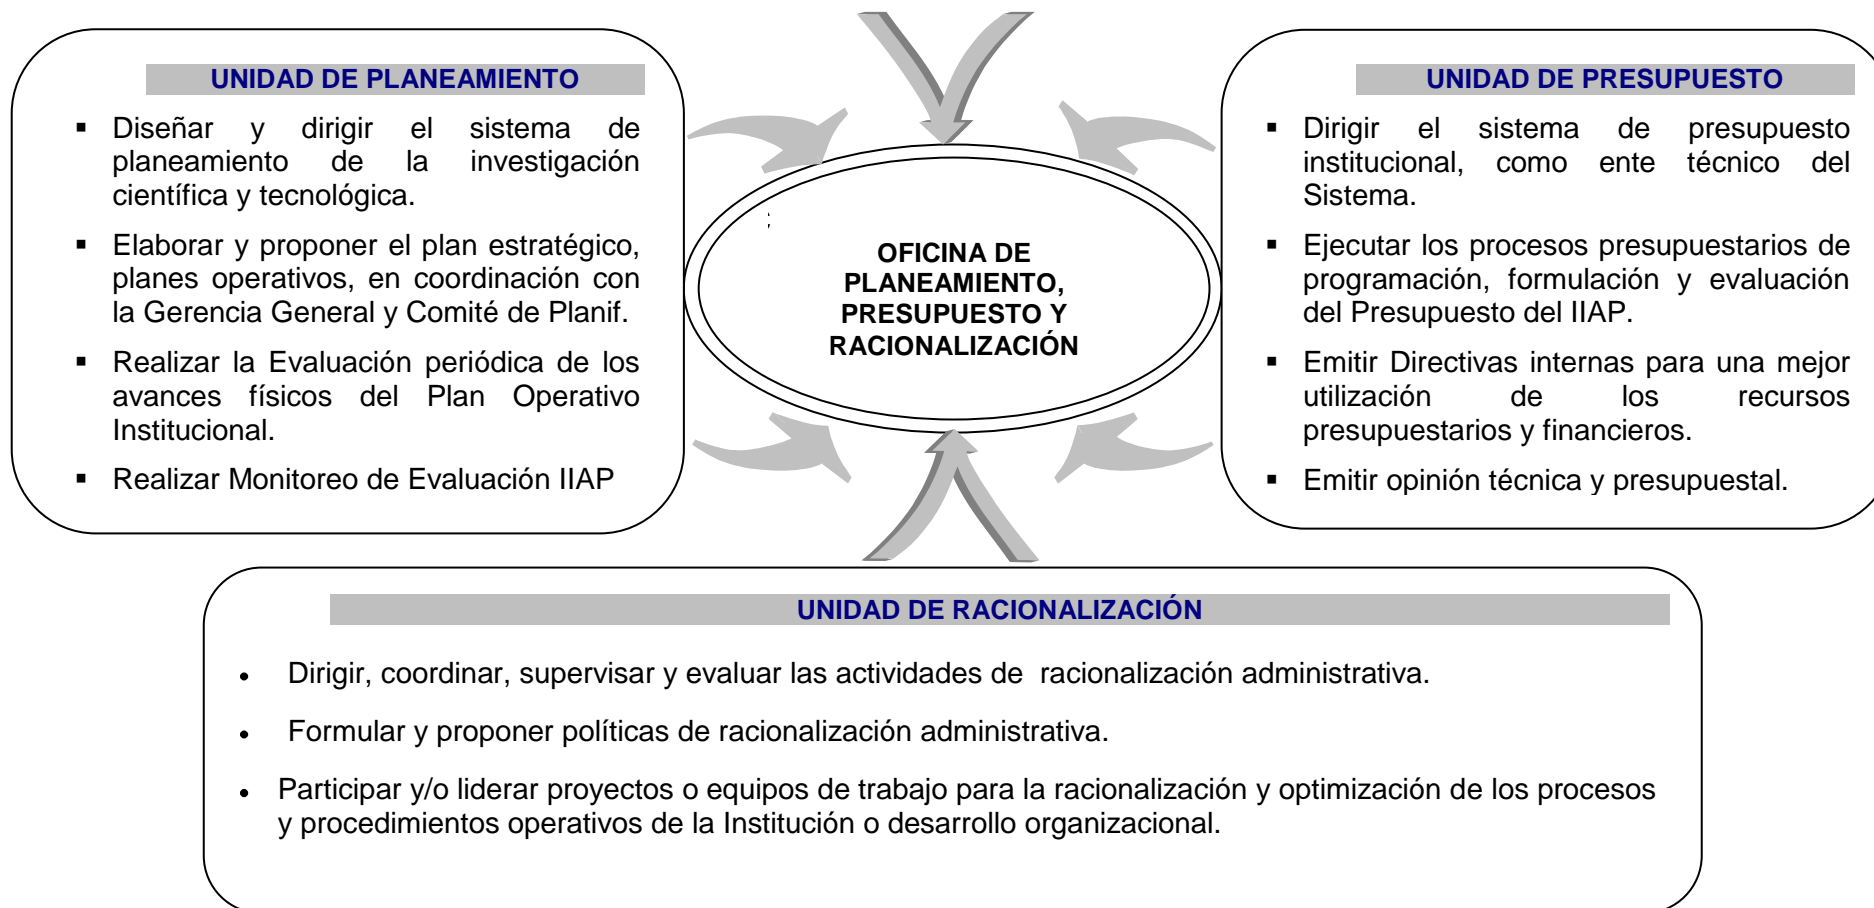 UNIDAD DE PLANEAMIENTO
▪ Diseñar y dirigir el sistema de
planeamiento de la investigación
científica y tecnológica.
▪ Elaborar y proponer el plan estratégico,
planes operativos, en coordinación con
la Gerencia General y Comité de Planif.
▪ Realizar la Evaluación periódica de los
avances físicos del Plan Operativo
Institucional.
▪ Realizar Monitoreo de Evaluación IIAP
OFICINA DE
PLANEAMIENTO,
PRESUPUESTO Y
RACIONALIZACIÓN
UNIDAD DE PRESUPUESTO
▪ Dirigir el sistema de presupuesto
institucional, como ente técnico del
Sistema.
▪ Ejecutar los procesos presupuestarios de
programación, formulación y evaluación
del Presupuesto del IIAP.
▪ Emitir Directivas internas para una mejor
utilización de los recursos
presupuestarios y financieros.
▪ Emitir opinión técnica y presupuestal.
UNIDAD DE RACIONALIZACIÓN
• Dirigir, coordinar, supervisar y evaluar las actividades de racionalización administrativa.
• Formular y proponer políticas de racionalización administrativa.
• Participar y/o liderar proyectos o equipos de trabajo para la racionalización y optimización de los procesos
y procedimientos operativos de la Institución o desarrollo organizacional.